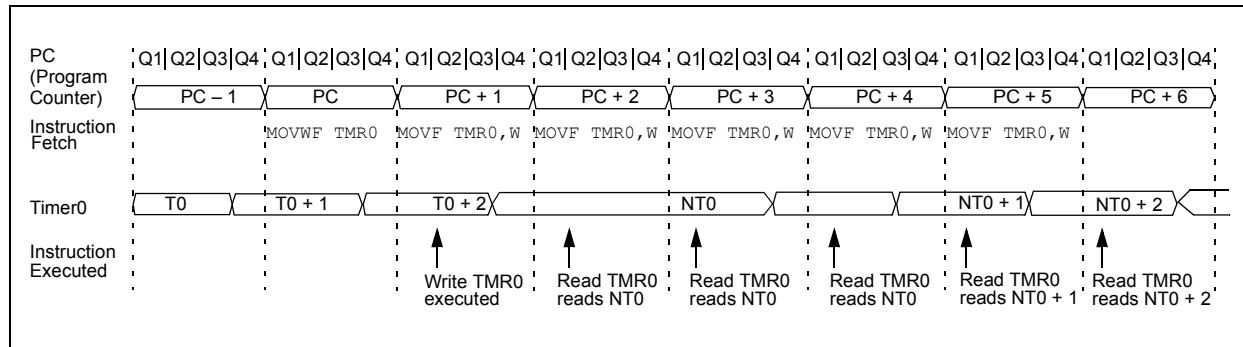 PC
(Program
Counter)
Q1 Q2 Q3 Q4 Q1 Q2 Q3 Q4 Q1 Q2 Q3 Q4 Q1 Q2 Q3 Q4 Q1 Q2 Q3 Q4 Q1 Q2 Q3 Q4 Q1 Q2 Q3 Q4 Q1 Q2 Q3 Q4
PC – 1 PC PC + 1 PC + 2 PC + 3 PC + 4 PC + 5 PC + 6
Instruction
Fetch
MOVWF TMR0 MOVF TMR0,W MOVF TMR0,W MOVF TMR0,W MOVF TMR0,W MOVF TMR0,W
Timer0
T0 T0 + 1 T0 + 2 NT0 NT0 + 1 NT0 + 2
Instruction
Executed
Write TMR0
executed
Read TMR0
reads NT0
Read TMR0
reads NT0
Read TMR0
reads NT0
Read TMR0
reads NT0 + 1
Read TMR0
reads NT0 + 2